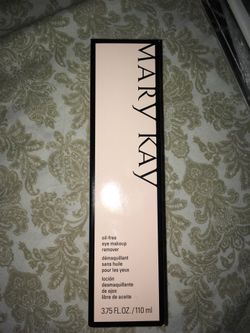 MARY KAY
oil-free
eye makeup
remover
démaquillant
sans huile
pour les yeux
loción
desmaquillante
de ojos
libre de aceite
3.75 FL. OZ. / 110 ml